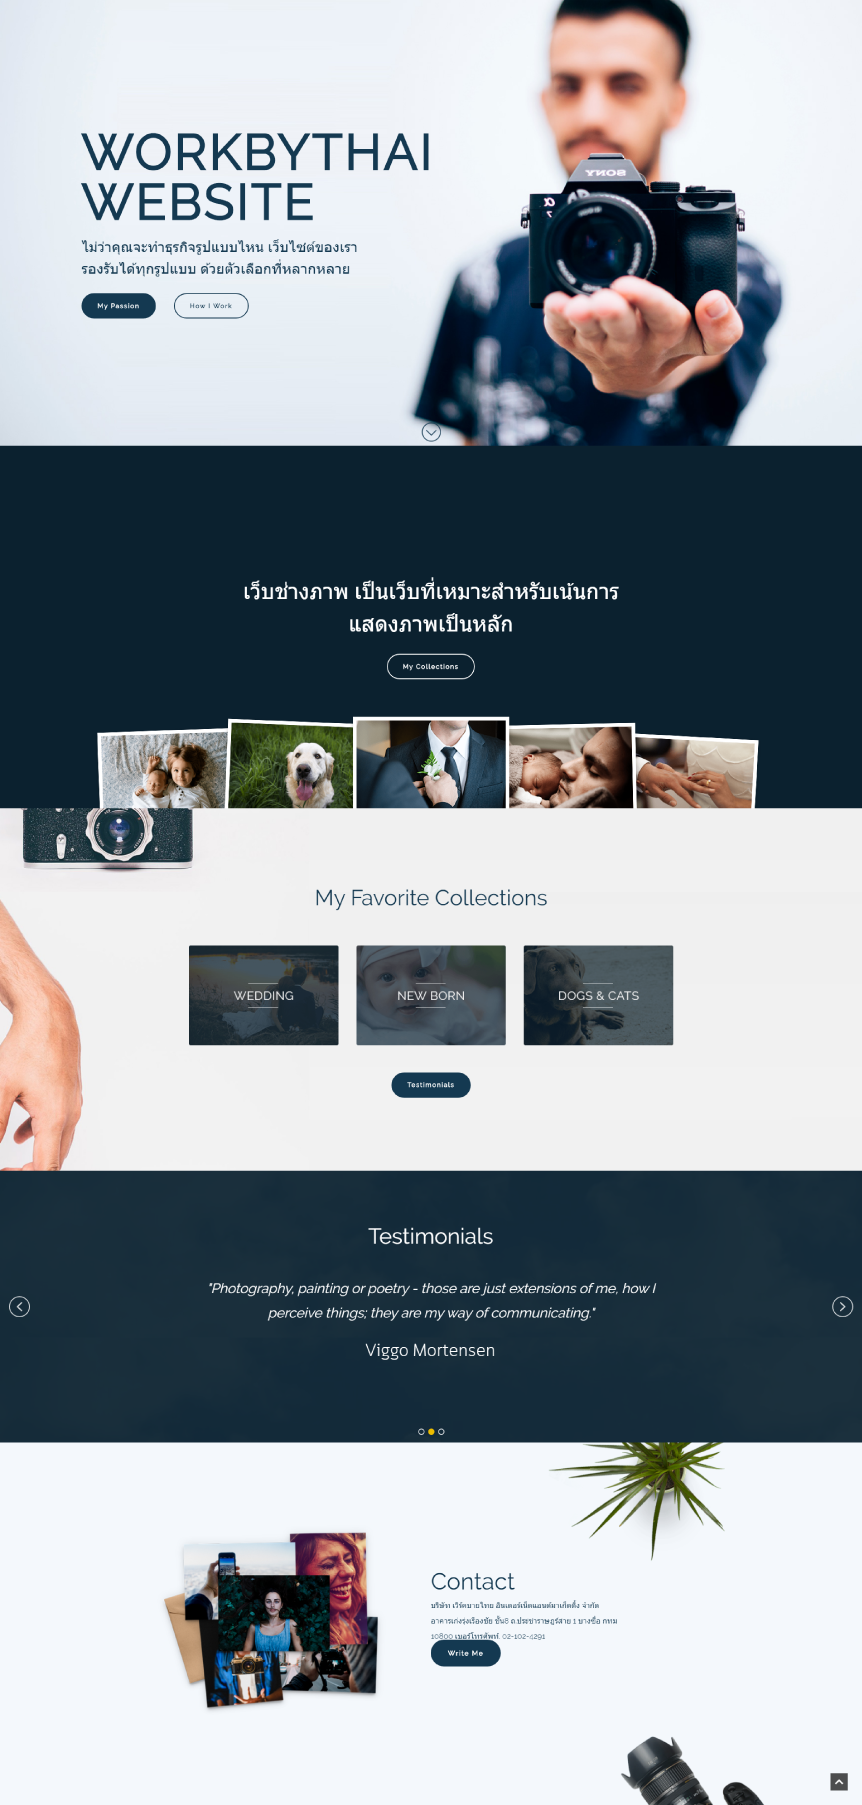 WORKBYTHAI
WEBSITE
ไม่ว่าคุณจะทำธุรกิจรูปแบบไหน เว็บไซต์ของเรา
รองรับได้ทุกรูปแบบ ด้วยตัวเลือกที่หลากหลาย
My Passion
How I Work
SONY
α
7
เว็บช่างภาพ เป็นเว็บที่เหมาะสำหรับเน้นการ
แสดงภาพเป็นหลัก
My Collections
My Favorite Collections
WEDDING
NEW BORN
DOGS & CATS
Testimonials
Testimonials
"Photography, painting or poetry - those are just extensions of me, how I
perceive things; they are my way of communicating."
Viggo Mortensen
Contact
บริษัท เวิร์คบายไทย อินเตอร์เน็ตแอนด์มาเก็ตติ้ง จำกัด
อาคารเก่งรุ่งเรืองชัย ชั้น8 ถ.ประชาราษฎร์สาย 1 บางซื่อ กทม
10800 เบอร์โทรศัพท์. 02-102-4291
Write Me